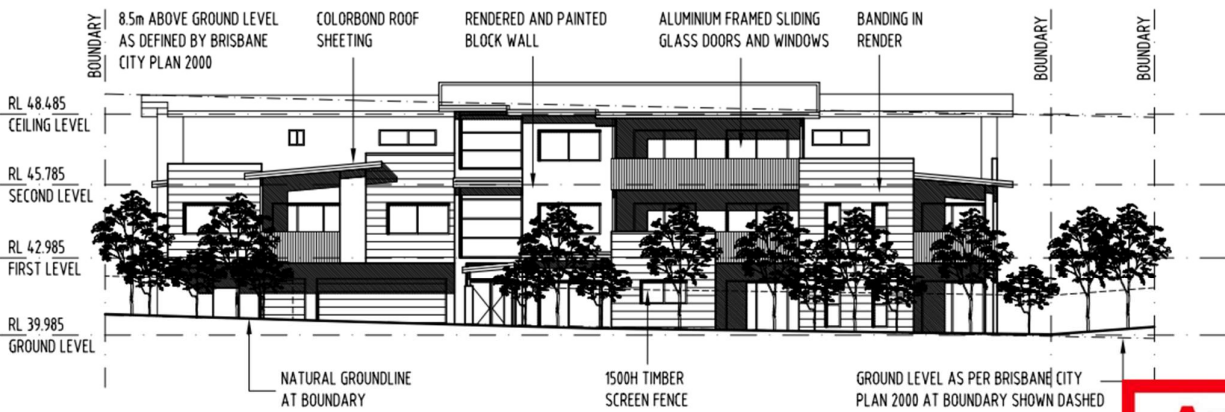 BOUNDARY
8.5m ABOVE GROUND LEVEL
AS DEFINED BY BRISBANE
CITY PLAN 2000
COLORBOND ROOF
SHEETING
RENDERED AND PAINTED
BLOCK WALL
ALUMINIUM FRAMED SLIDING
GLASS DOORS AND WINDOWS
BANDING IN
RENDER
BOUNDARY
BOUNDARY
RL 48.485
CEILING LEVEL
RL 45.785
SECOND LEVEL
RL 42.985
FIRST LEVEL
RL 39.985
GROUND LEVEL
NATURAL GROUNDLINE
AT BOUNDARY
1500H TIMBER
SCREEN FENCE
GROUND LEVEL AS PER BRISBANE CITY
PLAN 2000 AT BOUNDARY SHOWN DASHED